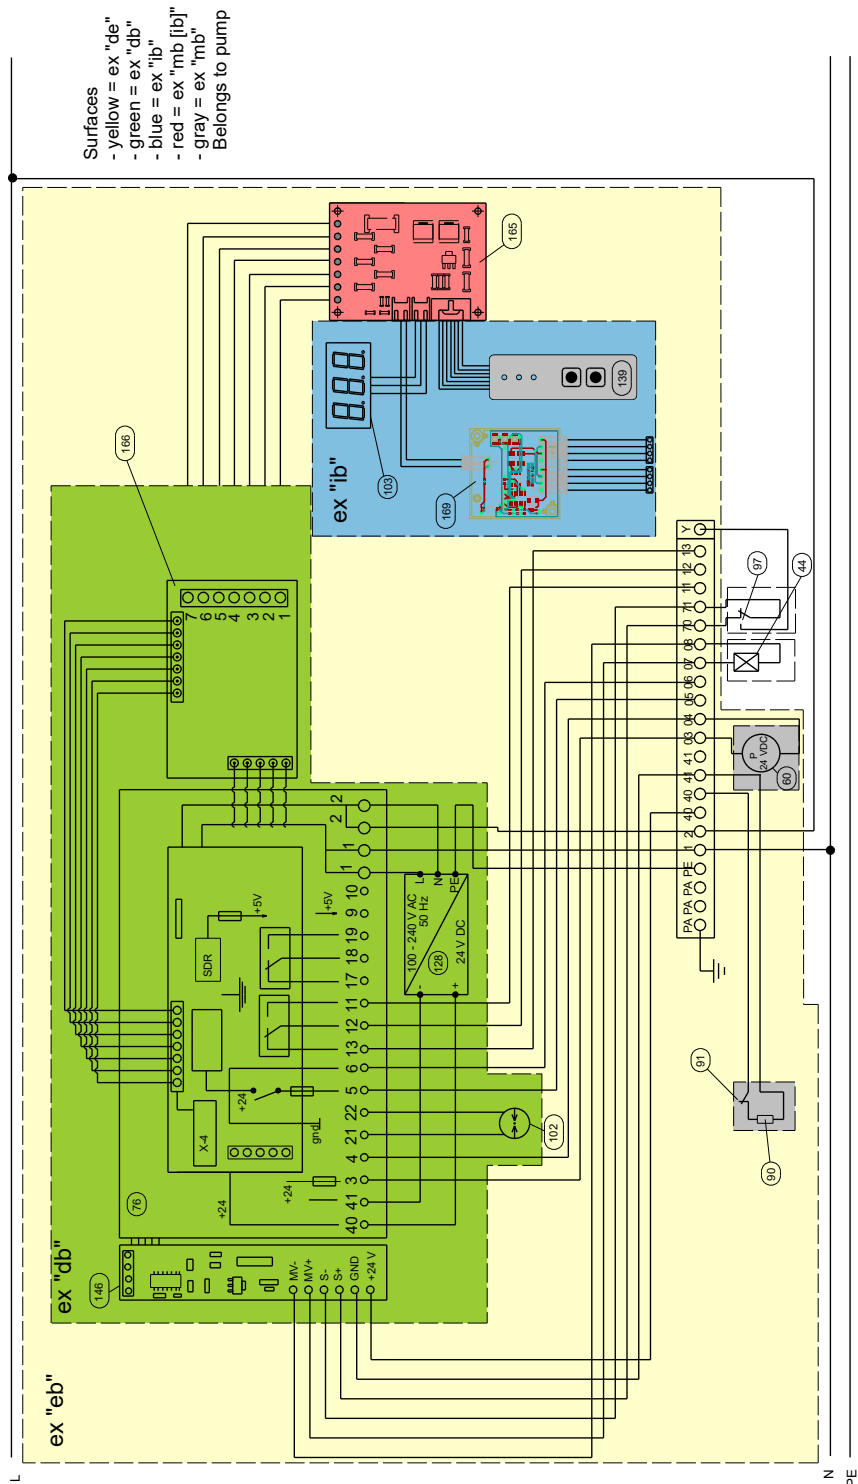 Surfaces
- yellow = ex "de"
- green = ex "db"
- blue = ex "ib"
- red = ex "mb [ib]"
- gray = ex "mb"
Belongs to pump
L
N
PE
ex "eb"
ex "db"
ex "ib"
146
76
166
165
103
139
169
128
102
91
90
60
97
44
X-4
SDR
+5V
+5V
+24
+24
+24
gnd
7
6
5
4
3
2
1
MV-
MV+
S-
S+
GND
+24 V
40
41
3
4
21
22
5
6
13
12
11
17
18
19
9
10
1
1
2
2
100 - 240 V AC
50 Hz
24 V DC
L
N
PE
-
+
P
24 VDC
PA
PA
PA
PE
1
2
40
40
41
41
03
04
05
06
07
08
70
71
11
12
13
Y